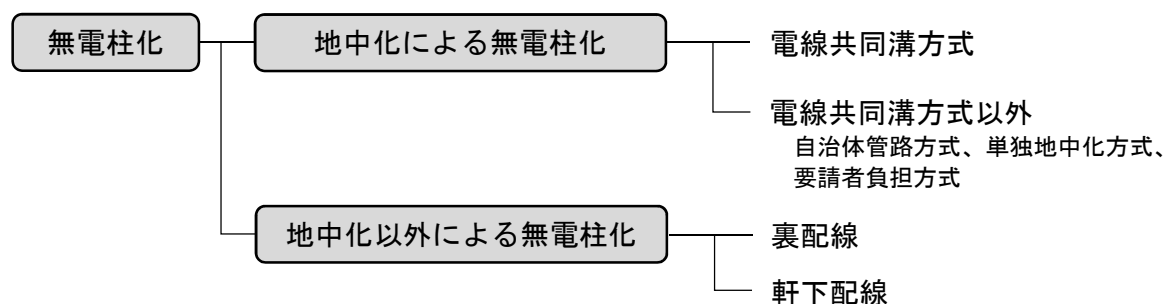 無電柱化
地中化による無電柱化
電線共同溝方式
電線共同溝方式以外
自治体管路方式、単独地中化方式、
要請者負担方式
地中化以外による無電柱化
裏配線
軒下配線